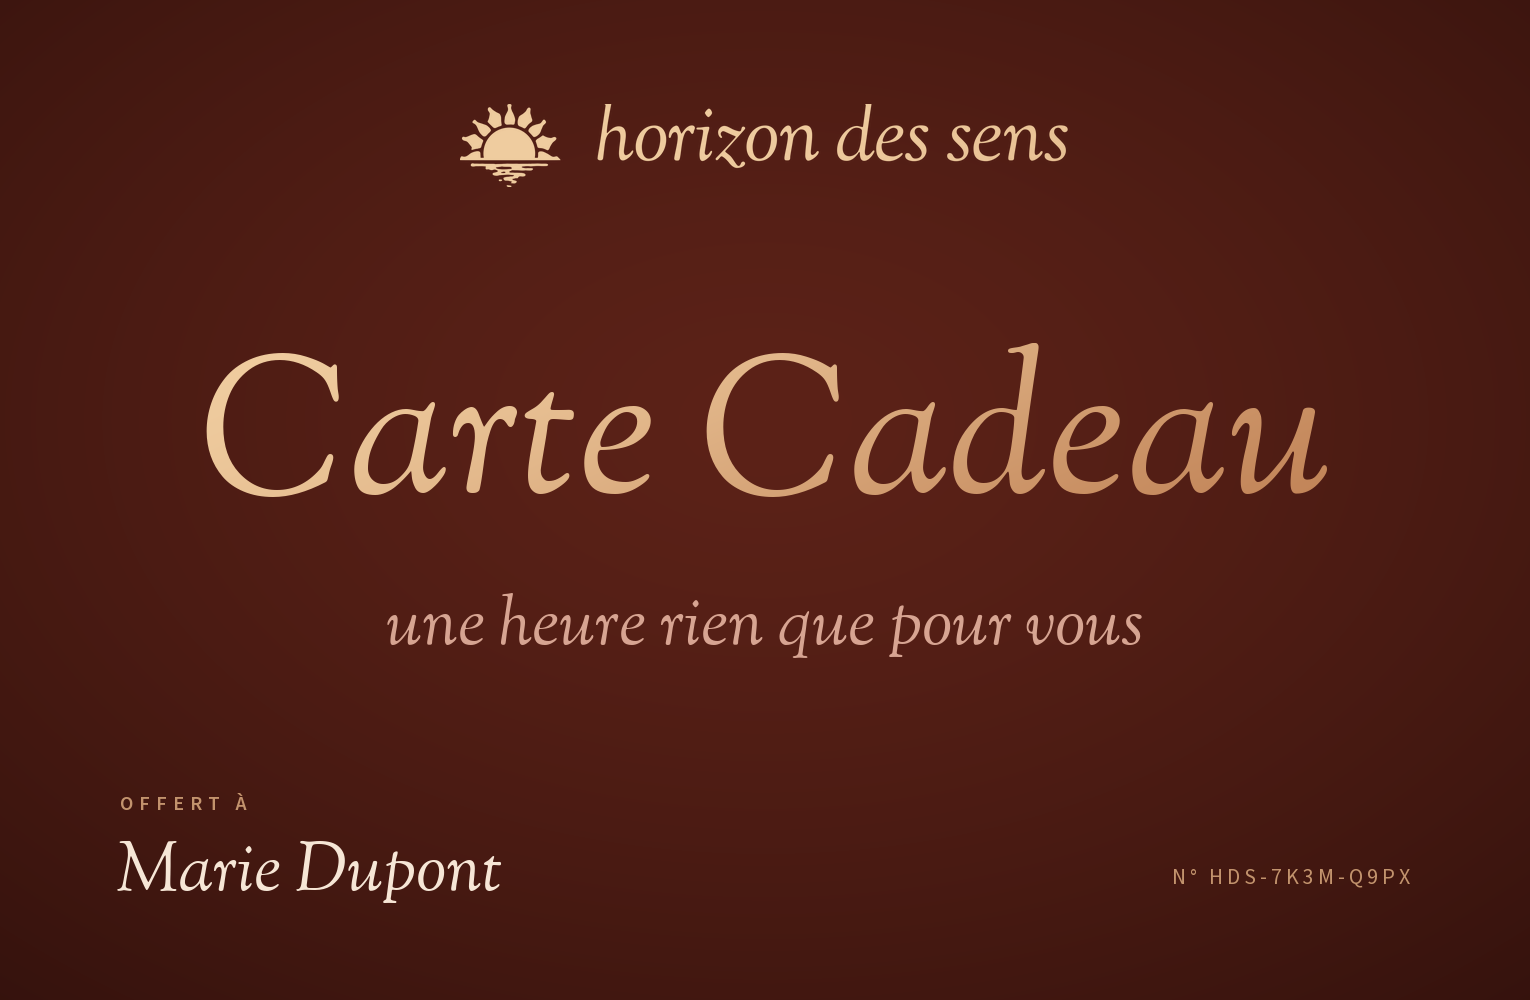 horizon des sens
Carte Cadeau
une heure rien que pour vous
OFFERT À
Marie Dupont
N° HDS-7K3M-Q9PX